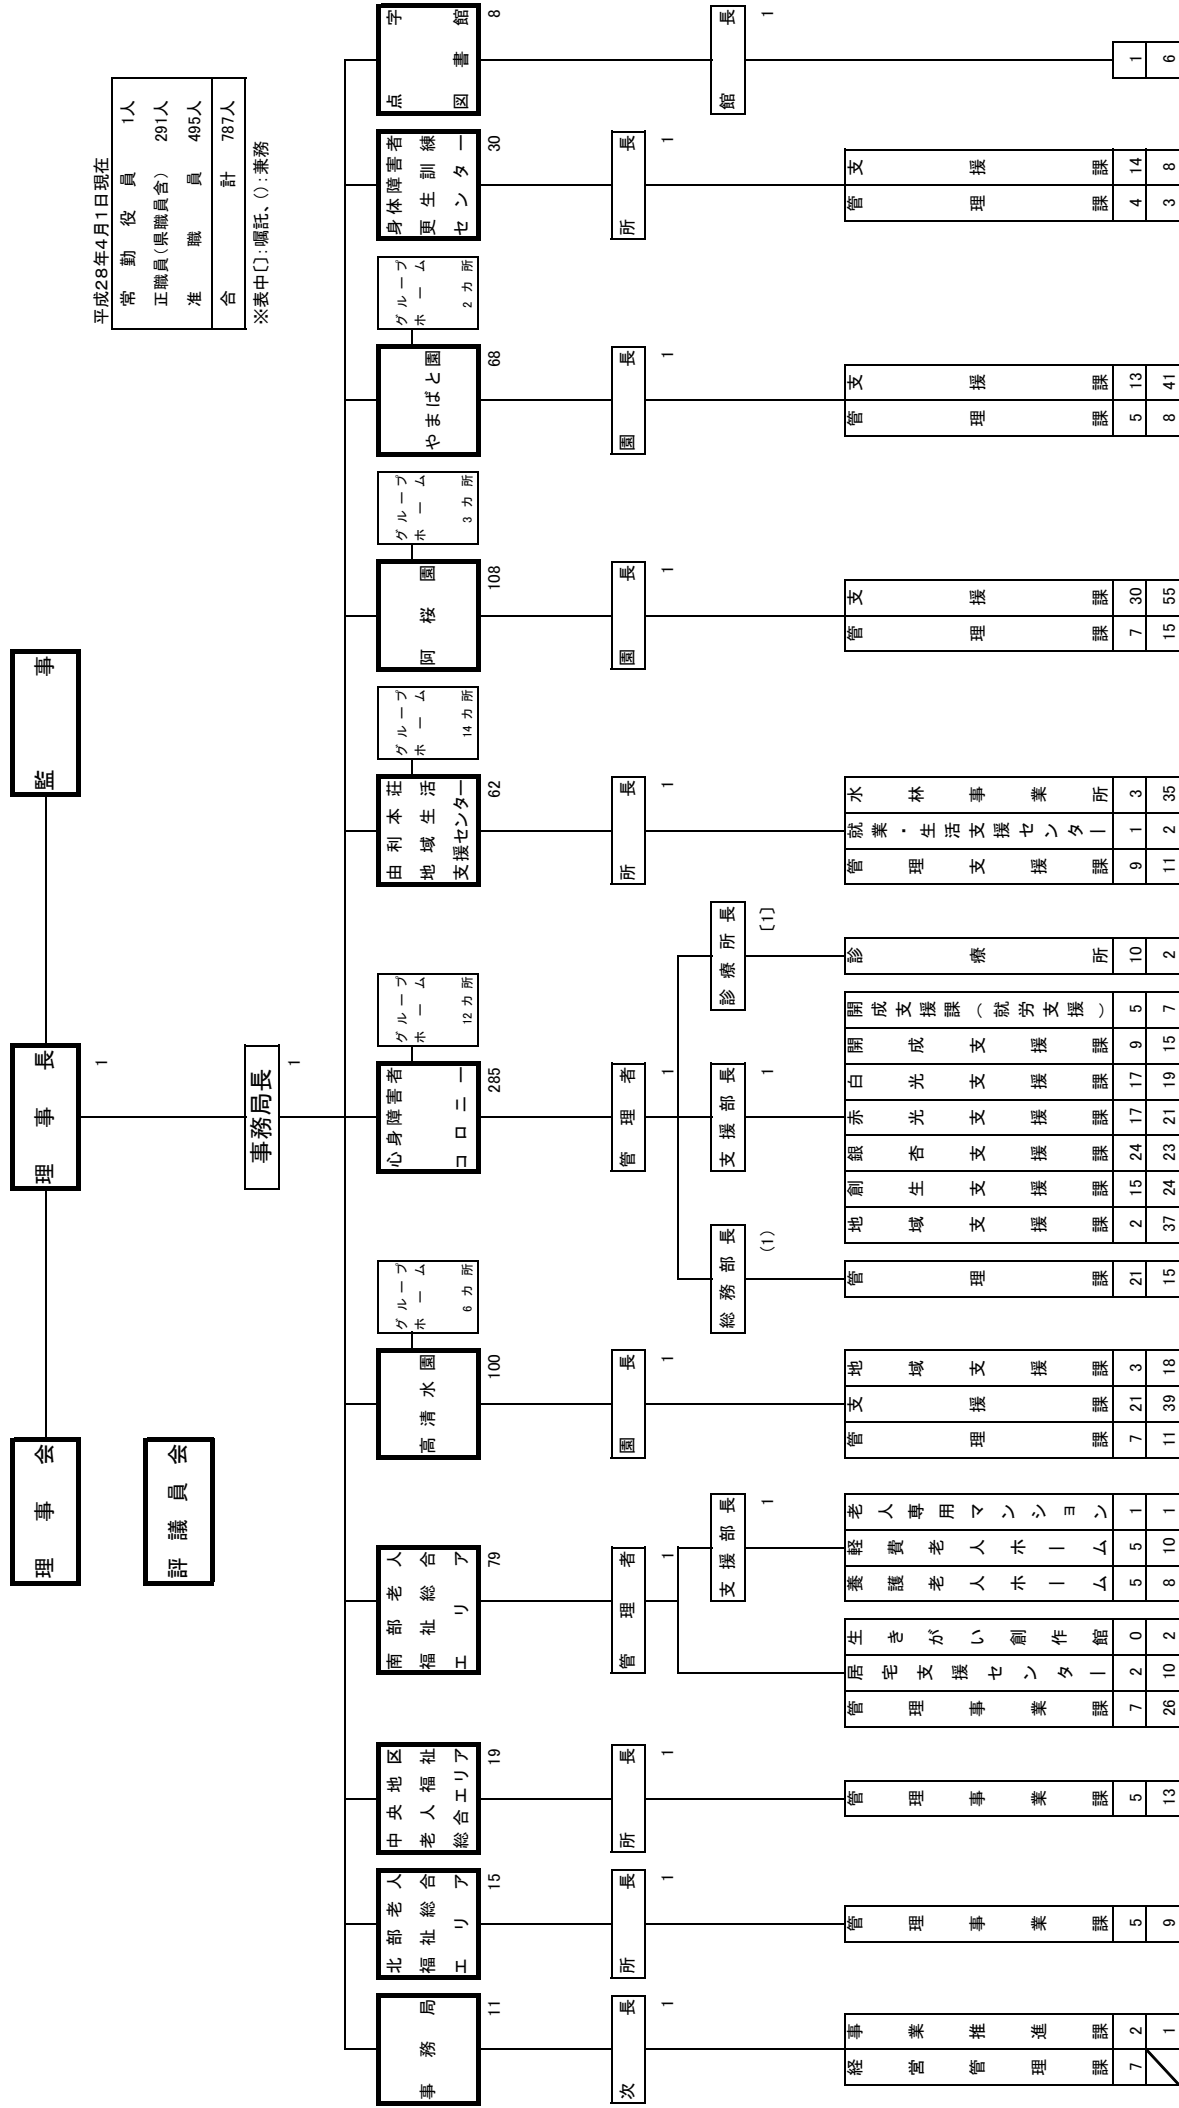 平成28年4月1日現在
常勤役員 1人
正職員(県職員含) 291人
准職員 495人
合計 787人
※表中[]:嘱託、():兼務
理事会
理事長
1
監事
評議員会
事務局長
1
事務局
11
次長
1
経営管理課
7
事業推進課
2
1
北部老人
福祉総合
エリア
15
所長
1
管理事業課
5
9
中央地区
老人福祉
総合エリア
19
所長
1
管理事業課
5
13
南部老人
福祉総合
エリア
79
管理者
1
管理事業課
7
26
居宅支援センター
2
10
生きがい創作館
0
2
支援部長
1
養護老人ホーム
5
8
軽費老人ホーム
5
10
老人専用マンション
1
1
高清水園
100
グループ
ホーム
6カ所
園長
1
管理課
7
11
支援課
21
39
地域支援課
3
18
心身障害者
コロニー
285
グループ
ホーム
12カ所
管理者
1
総務部長
(1)
管理課
21
15
支援部長
1
地域支援課
2
37
創生支援課
15
24
銀杏支援課
24
23
赤光支援課
17
21
白光支援課
17
19
開成支援課
9
15
開成支援課(就労支援)
5
7
診療所長
[1]
診療所
10
2
由利本荘
地域生活
支援センター
62
グループ
ホーム
14カ所
所長
1
管理支援課
9
11
就業・生活支援センター
1
2
水林事業所
3
35
阿桜園
108
グループ
ホーム
3カ所
園長
1
管理課
7
15
支援課
30
55
やまばと園
68
グループ
ホーム
2カ所
園長
1
管理課
5
8
支援課
13
41
身体障害者
更生訓練
センター
30
所長
1
管理課
4
3
支援課
14
8
点字
図書館
8
館長
1
1
6